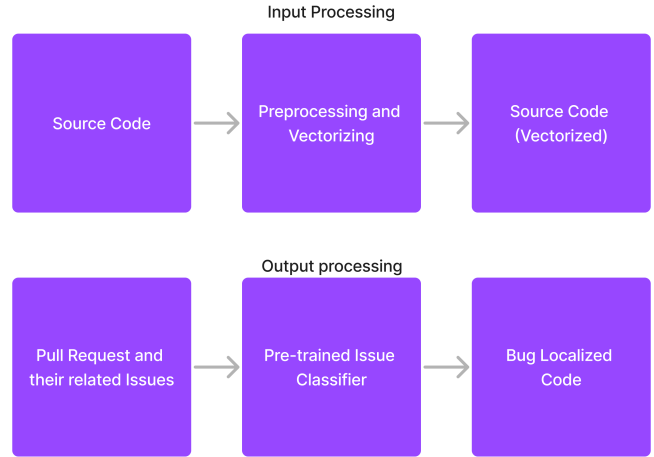 Input Processing
Source Code
Preprocessing and
Vectorizing
Source Code
(Vectorized)
Output processing
Pull Request and
their related Issues
Pre-trained Issue
Classifier
Bug Localized
Code